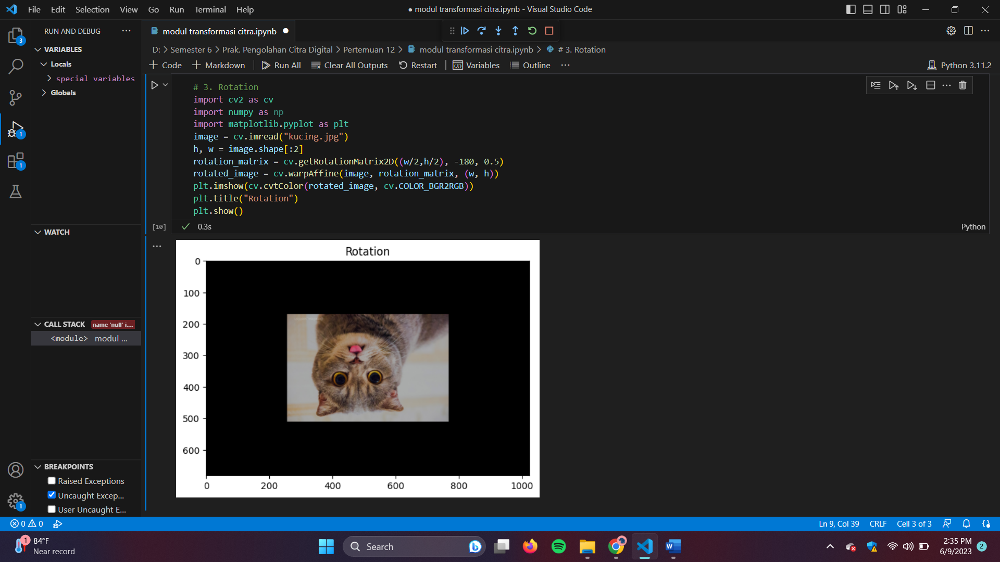 File Edit Selection View Go Run Terminal Help
● modul transformasi citra.ipynb - Visual Studio Code
RUN AND DEBUG ...
modul transformasi citra.ipynb ●
VARIABLES
Locals
special variables
Globals
WATCH
CALL STACK name 'null' i...
<module> modul ...
BREAKPOINTS
Raised Exceptions
Uncaught Excep...
User Uncaught E...
3
1
1
1
D: > Semester 6 > Prak. Pengolahan Citra Digital > Pertemuan 12 > modul transformasi citra.ipynb > # 3. Rotation
+ Code + Markdown | Run All Clear All Outputs Restart | Variables Outline ...
Python 3.11.2
# 3. Rotation
import cv2 as cv
import numpy as np
import matplotlib.pyplot as plt
image = cv.imread("kucing.jpg")
h, w = image.shape[:2]
rotation_matrix = cv.getRotationMatrix2D((w/2,h/2), -180, 0.5)
rotated_image = cv.warpAffine(image, rotation_matrix, (w, h))
plt.imshow(cv.cvtColor(rotated_image, cv.COLOR_BGR2RGB))
plt.title("Rotation")
plt.show()
[10] 0.3s
Python
Rotation
0
100
200
300
400
500
600
0 200 400 600 800 1000
0 0
Ln 9, Col 39 CRLF Cell 3 of 3
1
84°F
Near record
Search
2:35 PM
6/9/2023
2